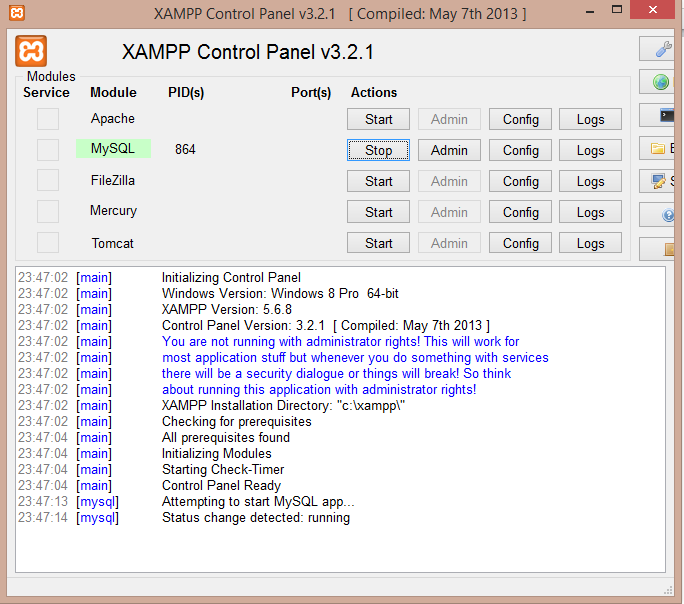 XAMPP Control Panel v3.2.1 [ Compiled: May 7th 2013 ]
XAMPP Control Panel v3.2.1
Modules
Service Module PID(s) Port(s) Actions
Apache Start Admin Config Logs
MySQL 864 Stop Admin Config Logs
FileZilla Start Admin Config Logs
Mercury Start Admin Config Logs
Tomcat Start Admin Config Logs
23:47:02 [main] Initializing Control Panel
23:47:02 [main] Windows Version: Windows 8 Pro 64-bit
23:47:02 [main] XAMPP Version: 5.6.8
23:47:02 [main] Control Panel Version: 3.2.1 [ Compiled: May 7th 2013 ]
23:47:02 [main] You are not running with administrator rights! This will work for
23:47:02 [main] most application stuff but whenever you do something with services
23:47:02 [main] there will be a security dialogue or things will break! So think
23:47:02 [main] about running this application with administrator rights!
23:47:02 [main] XAMPP Installation Directory: "c:\xampp\"
23:47:02 [main] Checking for prerequisites
23:47:04 [main] All prerequisites found
23:47:04 [main] Initializing Modules
23:47:04 [main] Starting Check-Timer
23:47:04 [main] Control Panel Ready
23:47:13 [mysql] Attempting to start MySQL app...
23:47:14 [mysql] Status change detected: running